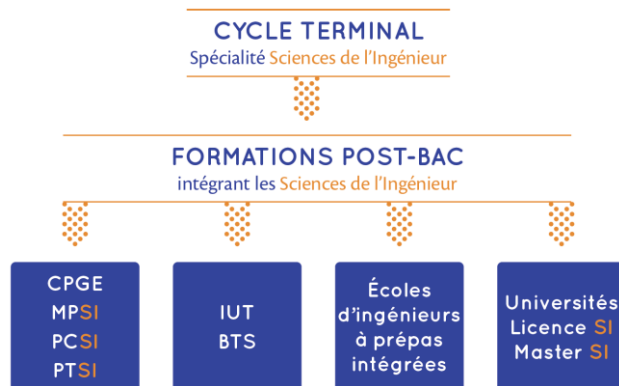 CYCLE TERMINAL
Spécialité Sciences de l'Ingénieur
FORMATIONS POST-BAC
intégrant les Sciences de l'Ingénieur
CPGE
MPSI
PCSI
PTSI
IUT
BTS
Écoles
d'ingénieurs
à prépas
intégrées
Universités
Licence SI
Master SI